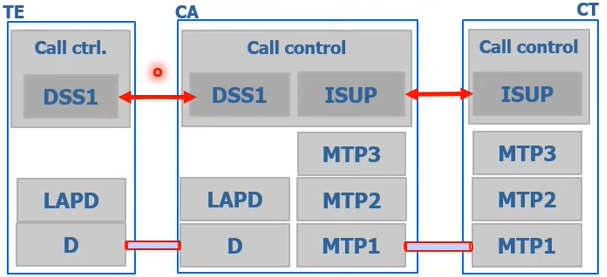 TE
CA
CT
Call ctrl.
Call control
Call control
DSS1
DSS1
ISUP
ISUP
MTP3
MTP3
LAPD
LAPD
MTP2
MTP2
D
D
MTP1
MTP1